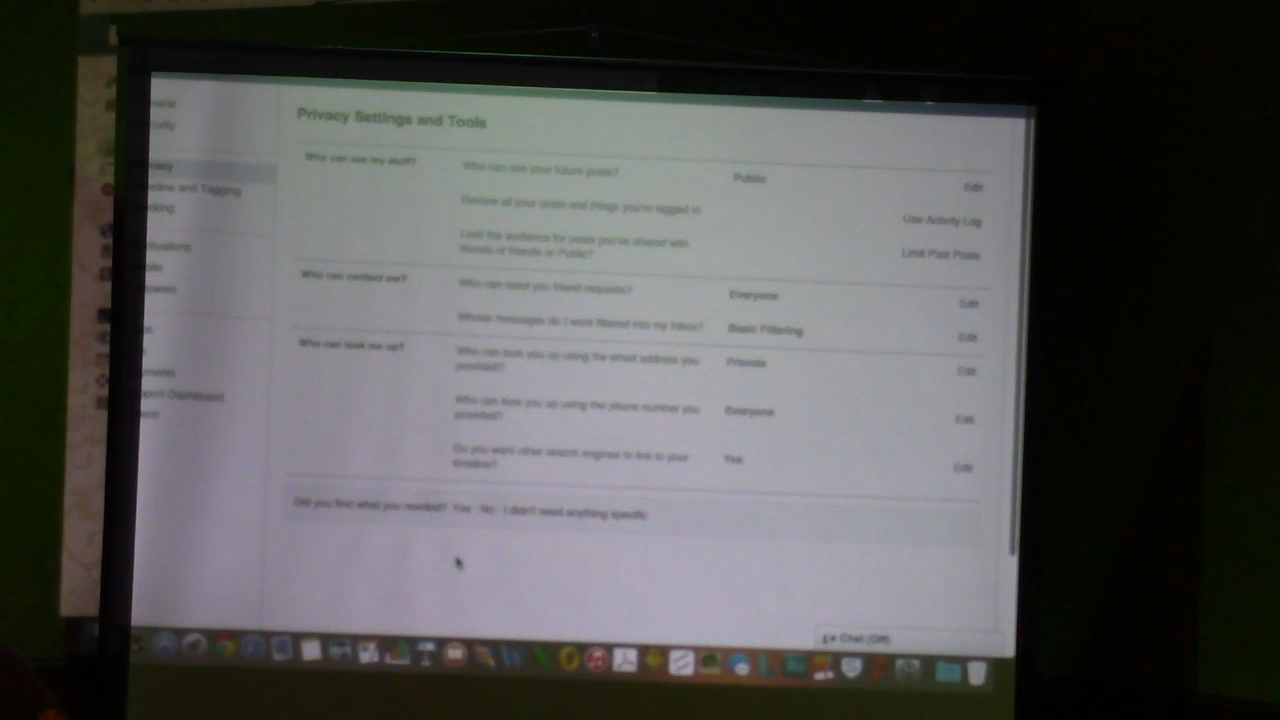 Privacy Settings and Tools
Who can see my stuff?
Who can see your future posts?
Public
Edit
Review all your posts and things you're tagged in
Use Activity Log
Limit the audience for posts you've shared with
friends of friends or Public?
Limit Past Posts
Who can contact me?
Who can send you friend requests?
Everyone
Edit
Whose messages do I want filtered into my Inbox?
Basic Filtering
Edit
Who can look me up?
Who can look you up using the email address you
provided?
Friends
Edit
Who can look you up using the phone number you
provided?
Everyone
Edit
Do you want other search engines to link to your
timeline?
Yes
Edit
Did you find what you needed? Yes · No · I didn't need anything specific
and Tagging
Dashboard
Chat (Off)